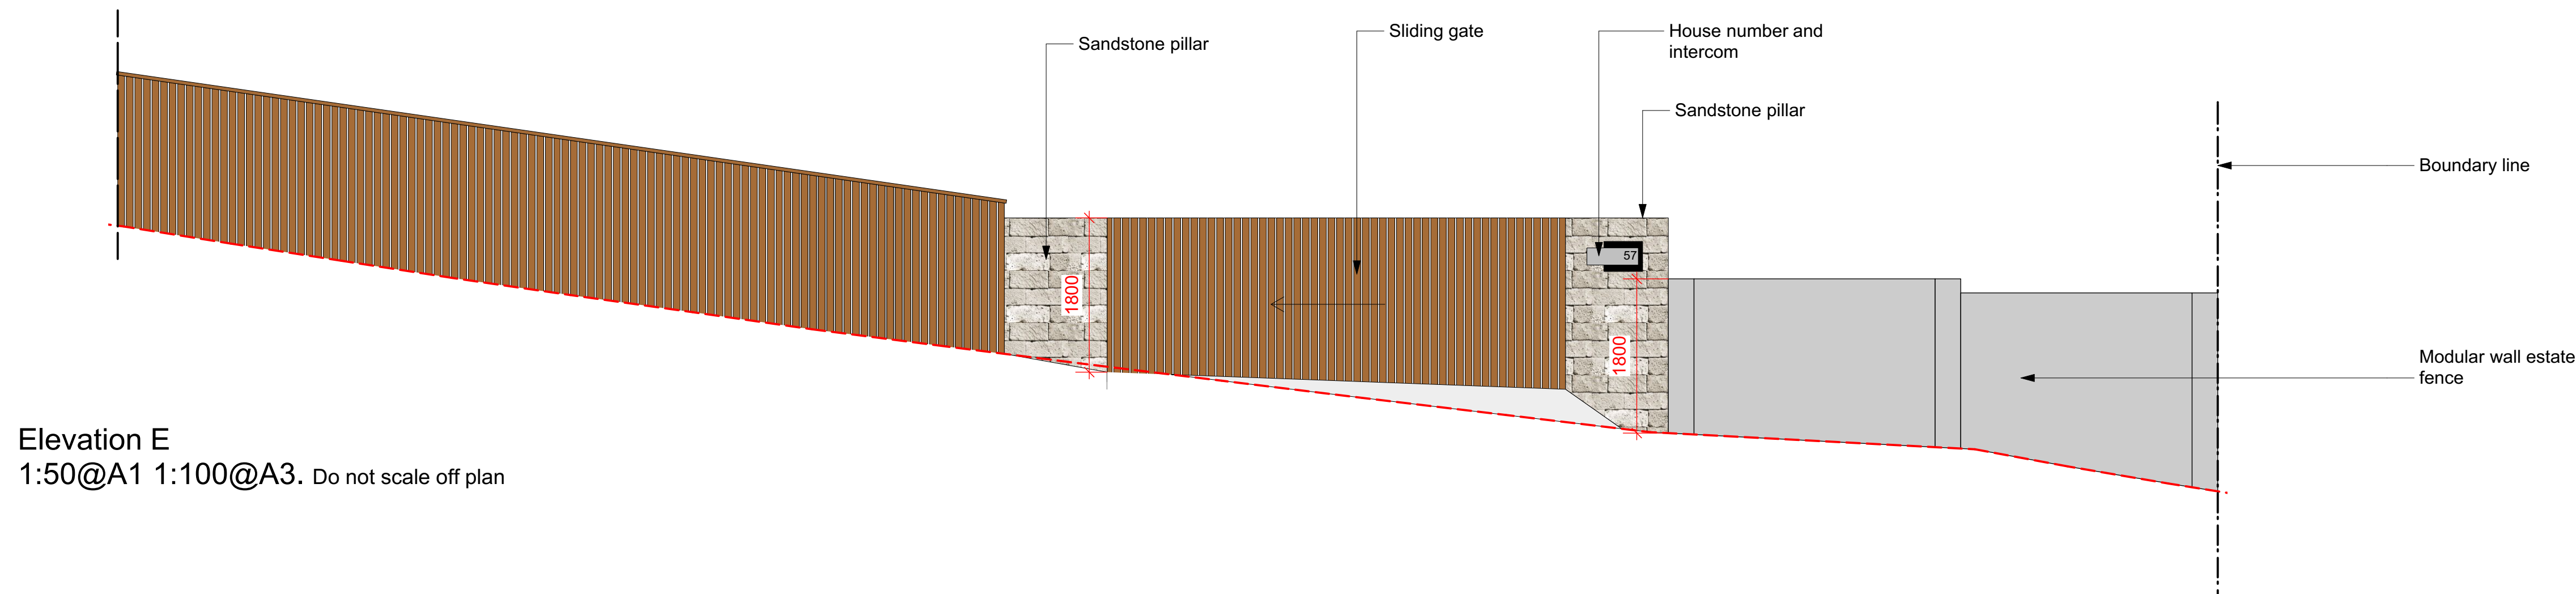 Sandstone pillar
Sliding gate
House number and
intercom
Sandstone pillar
Boundary line
57
1800
1800
Modular wall estate
fence
Elevation E
1:50@A1 1:100@A3. Do not scale off plan